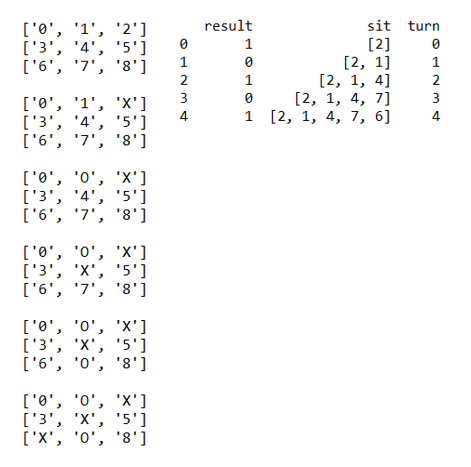 ['0', '1', '2']
['3', '4', '5']
['6', '7', '8']
['0', '1', 'X']
['3', '4', '5']
['6', '7', '8']
['0', 'O', 'X']
['3', '4', '5']
['6', '7', '8']
['0', 'O', 'X']
['3', 'X', '5']
['6', '7', '8']
['0', 'O', 'X']
['3', 'X', '5']
['6', 'O', '8']
['0', 'O', 'X']
['3', 'X', '5']
['X', 'O', '8']
result sit turn
0 1 [2] 0
1 0 [2, 1] 1
2 1 [2, 1, 4] 2
3 0 [2, 1, 4, 7] 3
4 1 [2, 1, 4, 7, 6] 4